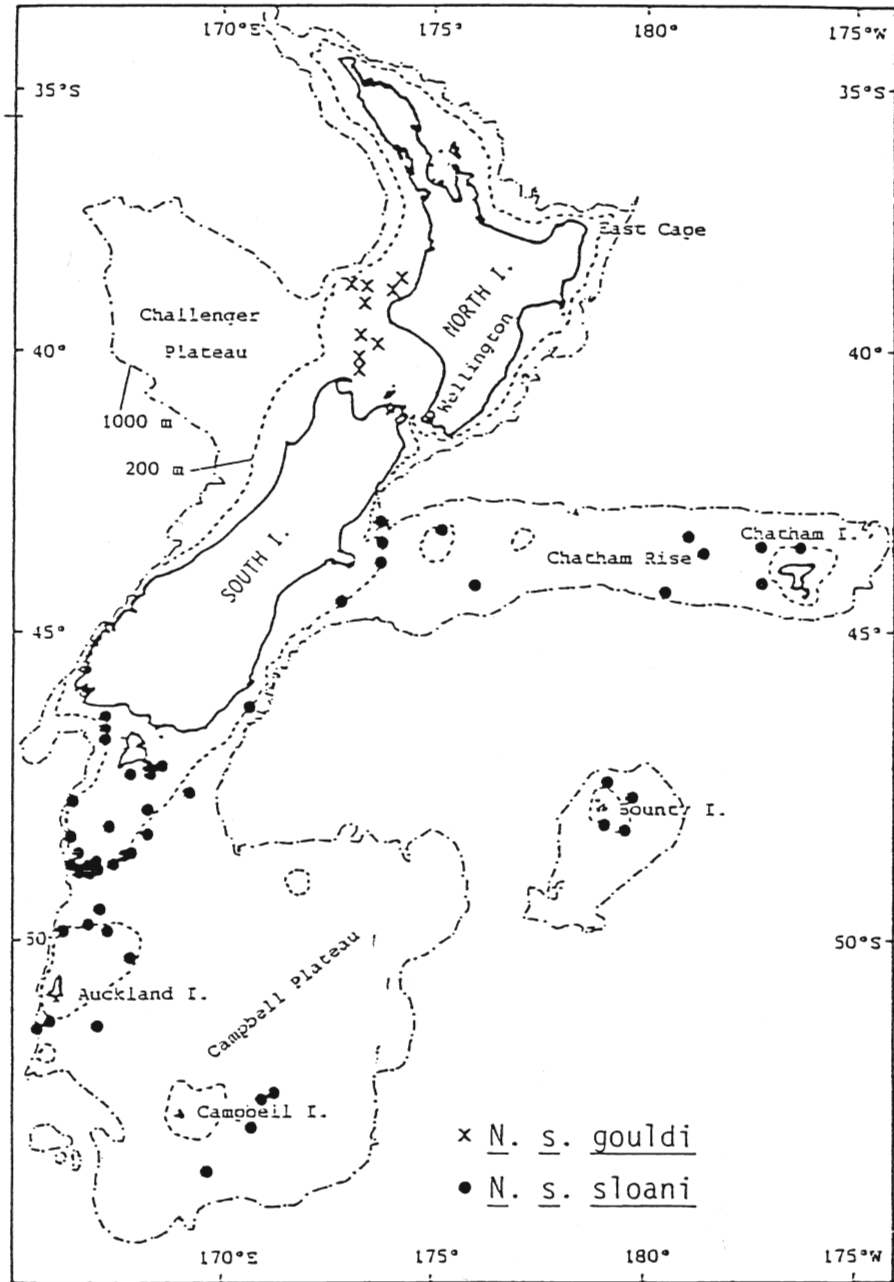 170°E 175° 180° 175°W
35°S 35°S
East Cape
NORTH I.
Challenger
Plateau
Wellington
40° 40°
1000 m
200 m
SOUTH I.
Chatham I.
Chatham Rise
45° 45°
Bounty I.
50° 50°S
Auckland I.
Campbell Plateau
Campbell I.
× N. s. gouldi
● N. s. sloani
170°E 175° 180° 175°W